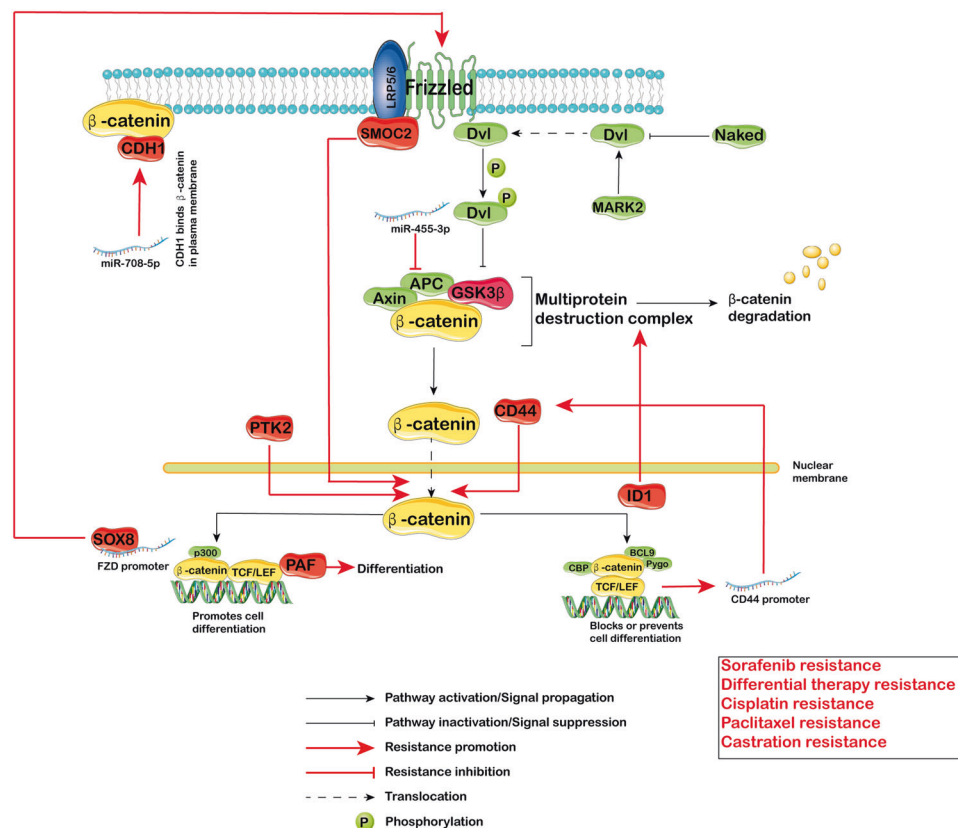 LRP5/6
Frizzled
β-catenin
CDH1
SMOC2
Dvl
Dvl
Naked
P
MARK2
CDH1 binds β-catenin
in plasma membrane
miR-708-5p
P
Dvl
miR-455-3p
APC
GSK3β
Axin
β-catenin
Multiprotein
destruction complex
β-catenin
degradation
CD44
PTK2
β-catenin
Nuclear
membrane
ID1
β-catenin
SOX8
FZD promoter
p300
β-catenin
TCF/LEF
PAF
Differentiation
Promotes cell
differentiation
BCL9
CBP
β-catenin
Pygo
TCF/LEF
CD44 promoter
Blocks or prevents
cell differentiation
Sorafenib resistance
Differential therapy resistance
Cisplatin resistance
Paclitaxel resistance
Castration resistance
Pathway activation/Signal propagation
Pathway inactivation/Signal suppression
Resistance promotion
Resistance inhibition
Translocation
P Phosphorylation